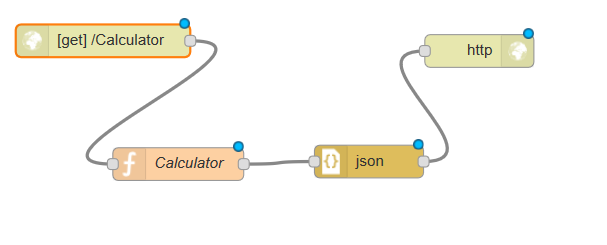 [get] /Calculator
http
Calculator
json